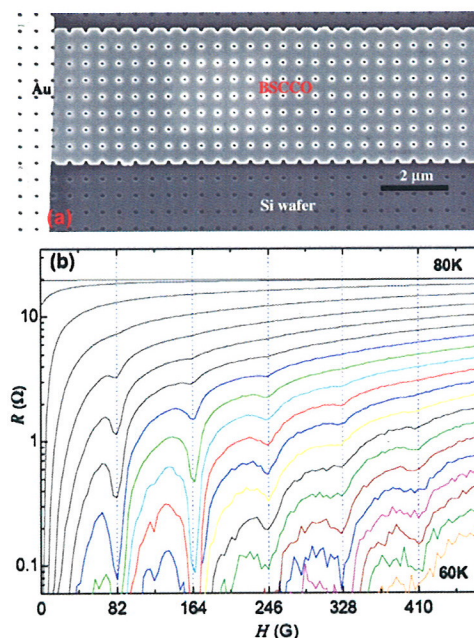 Au
BSCCO
2 μm
Si wafer
(a)
(b)
80K
10
1
0.1
R (Ω)
60K
0 82 164 246 328 410
H (G)